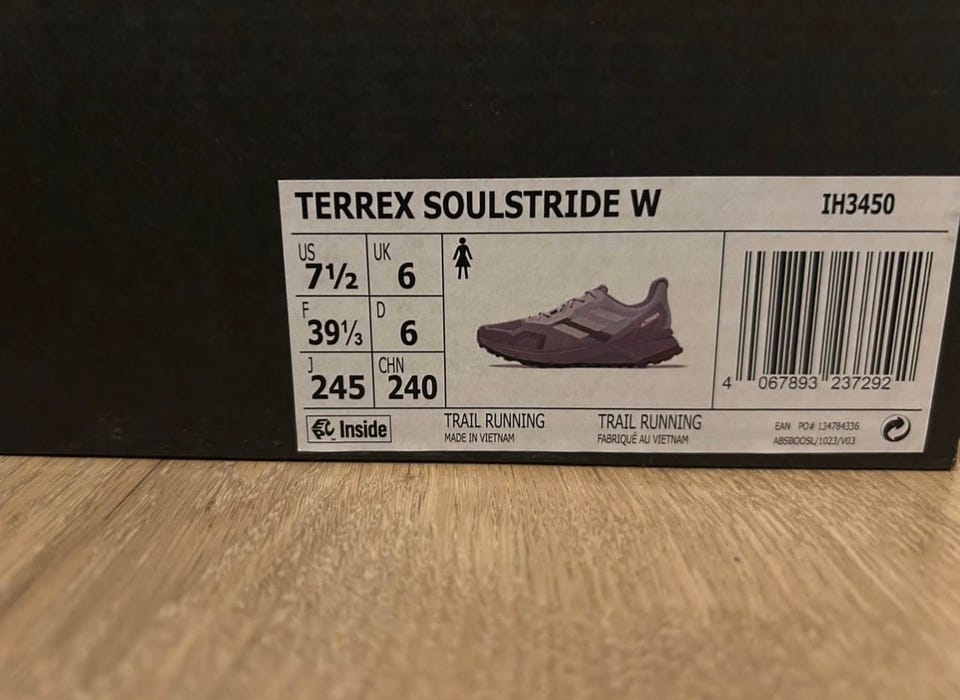 TERREX SOULSTRIDE W IH3450
US 7½ UK 6
F 39⅓ D 6
J 245 CHN 240
Inside
TRAIL RUNNING
MADE IN VIETNAM
TRAIL RUNNING
FABRIQUÉ AU VIETNAM
4 067893 237292
EAN PO# 134784336
ABSBOOSL/1023/V03